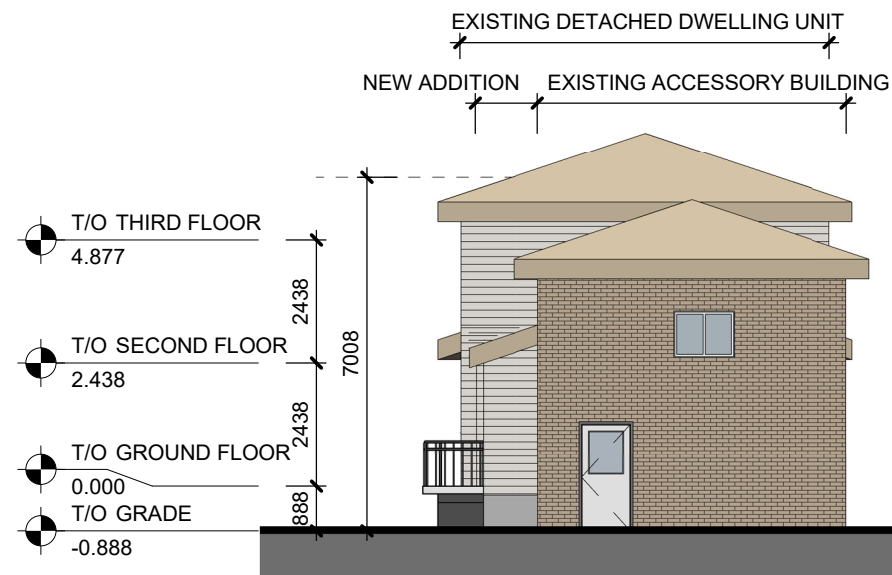 EXISTING DETACHED DWELLING UNIT
NEW ADDITION
EXISTING ACCESSORY BUILDING
T/O THIRD FLOOR
4.877
2438
7008
T/O SECOND FLOOR
2.438
2438
T/O GROUND FLOOR
0.000
888
T/O GRADE
-0.888